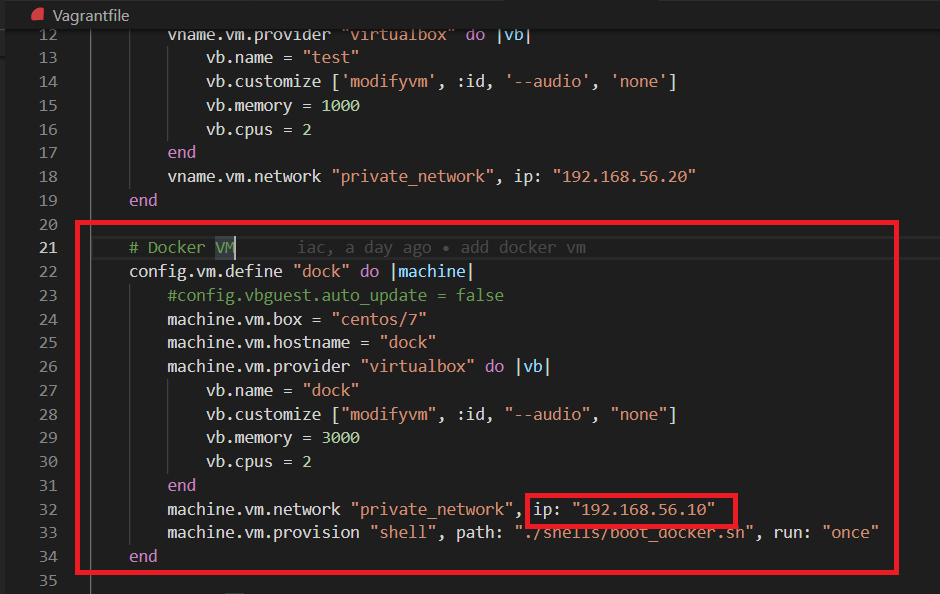 Vagrantfile
12 vname.vm.provider "virtualbox" do |vb|
13 vb.name = "test"
14 vb.customize ['modifyvm', :id, '--audio', 'none']
15 vb.memory = 1000
16 vb.cpus = 2
17 end
18 vname.vm.network "private_network", ip: "192.168.56.20"
19 end
20
21 # Docker VM iac, a day ago • add docker vm
22 config.vm.define "dock" do |machine|
23 #config.vbguest.auto_update = false
24 machine.vm.box = "centos/7"
25 machine.vm.hostname = "dock"
26 machine.vm.provider "virtualbox" do |vb|
27 vb.name = "dock"
28 vb.customize ["modifyvm", :id, "--audio", "none"]
29 vb.memory = 3000
30 vb.cpus = 2
31 end
32 machine.vm.network "private_network", ip: "192.168.56.10"
33 machine.vm.provision "shell", path: "./shells/boot_docker.sh", run: "once"
34 end
35